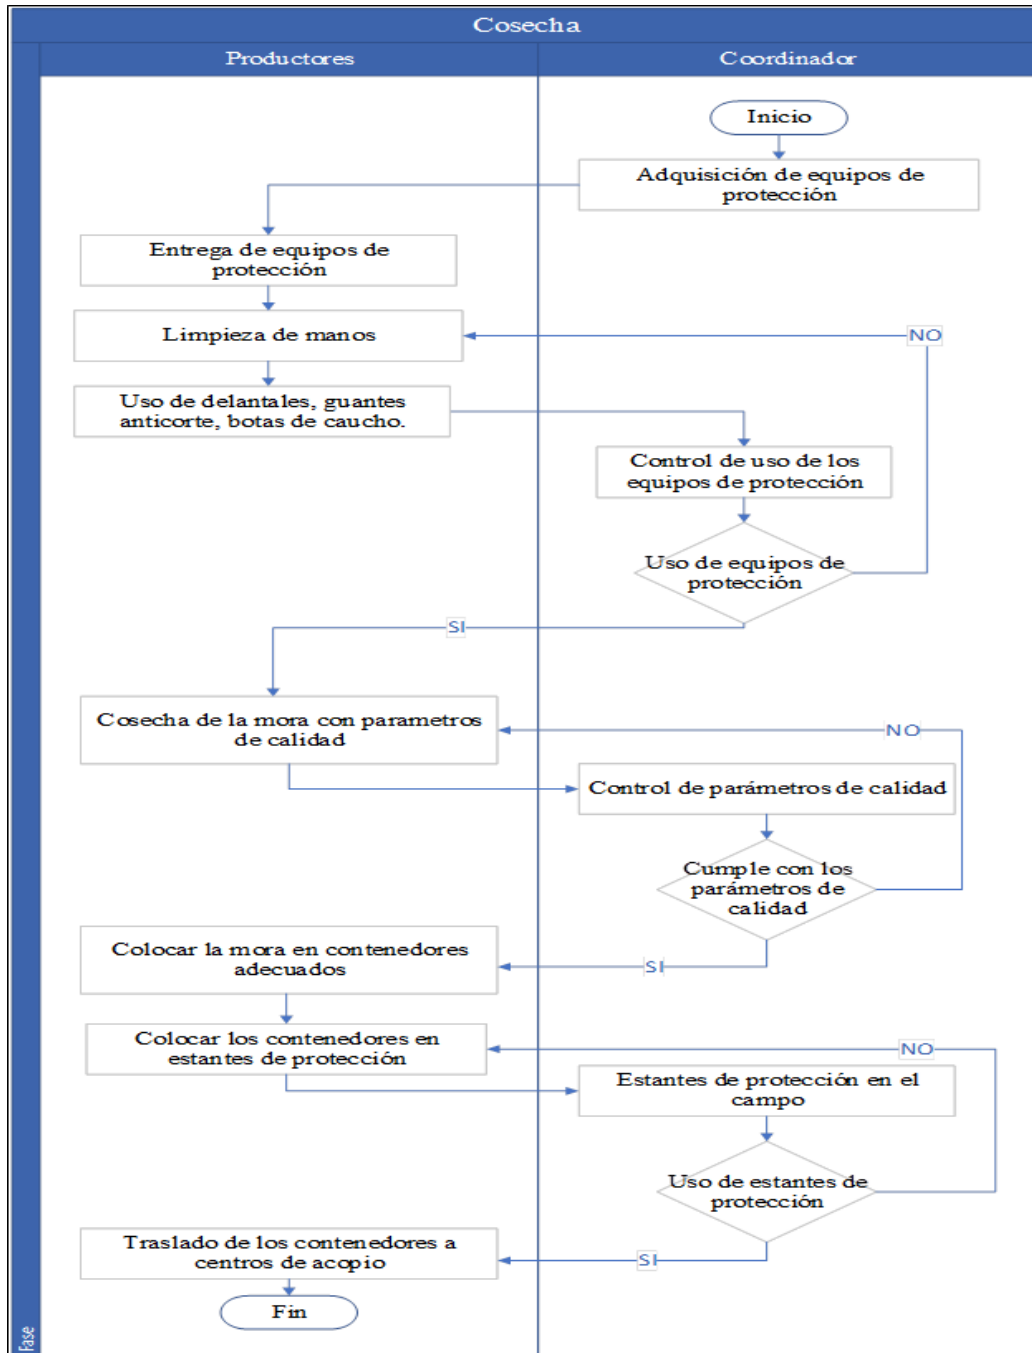 Cosecha
Productores
Coordinador
Inicio
Adquisición de equipos de
protección
Entrega de equipos de
protección
Limpieza de manos
NO
Uso de delantales, guantes
anticorte, botas de caucho.
Control de uso de los
equipos de protección
Uso de equipos de
protección
SI
Cosecha de la mora con parametros
de calidad
NO
Control de parámetros de calidad
Cumple con los
parámetros de
calidad
Colocar la mora en contenedores
adecuados
SI
Colocar los contenedores en
estantes de protección
NO
Estantes de protección en el
campo
Uso de estantes de
protección
Traslado de los contenedores a
centros de acopio
SI
Fin
Fase